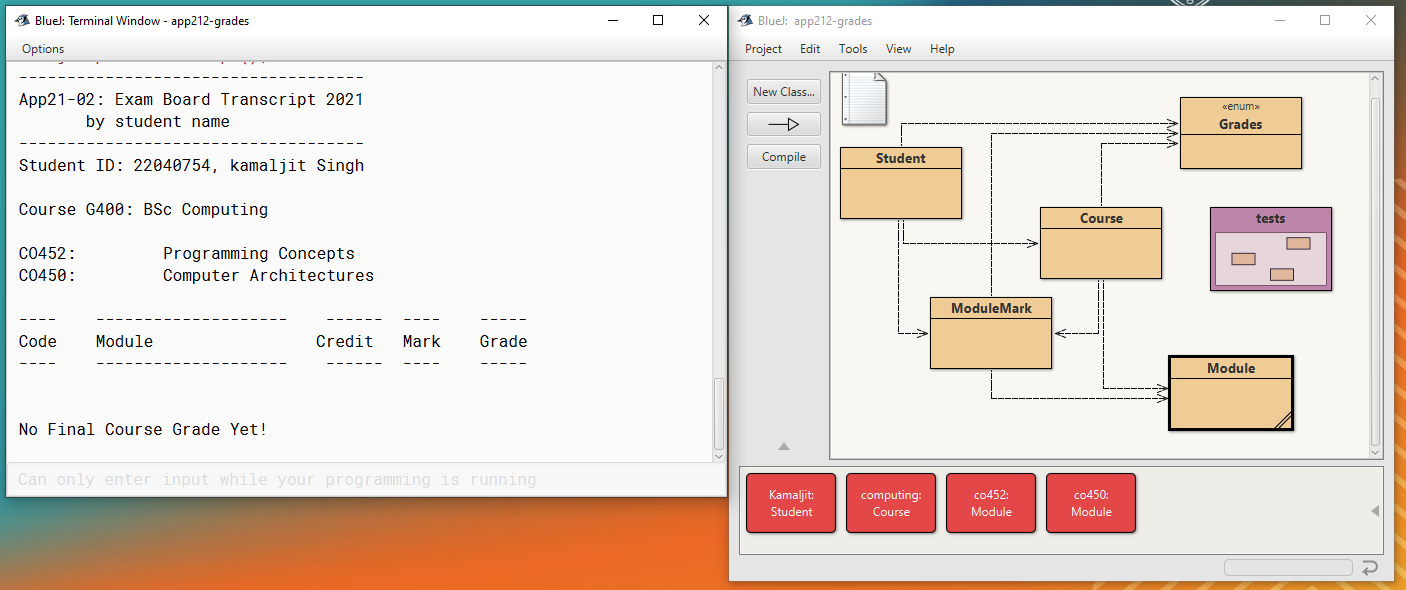 BlueJ: Terminal Window - app212-grades
Options
-------------------------------------
App21-02: Exam Board Transcript 2021
by student name
-------------------------------------
Student ID: 22040754, kamaljit Singh
Course G400: BSc Computing
CO452: Programming Concepts
CO450: Computer Architectures
---- -------------------- ------ ---- -----
Code Module Credit Mark Grade
---- -------------------- ------ ---- -----
No Final Course Grade Yet!
Can only enter input while your programming is running
BlueJ: app212-grades
Project Edit Tools View Help
New Class...
Compile
«enum»
Grades
Student
Course
tests
ModuleMark
Module
Kamaljit:
Student
computing:
Course
co452:
Module
co450:
Module